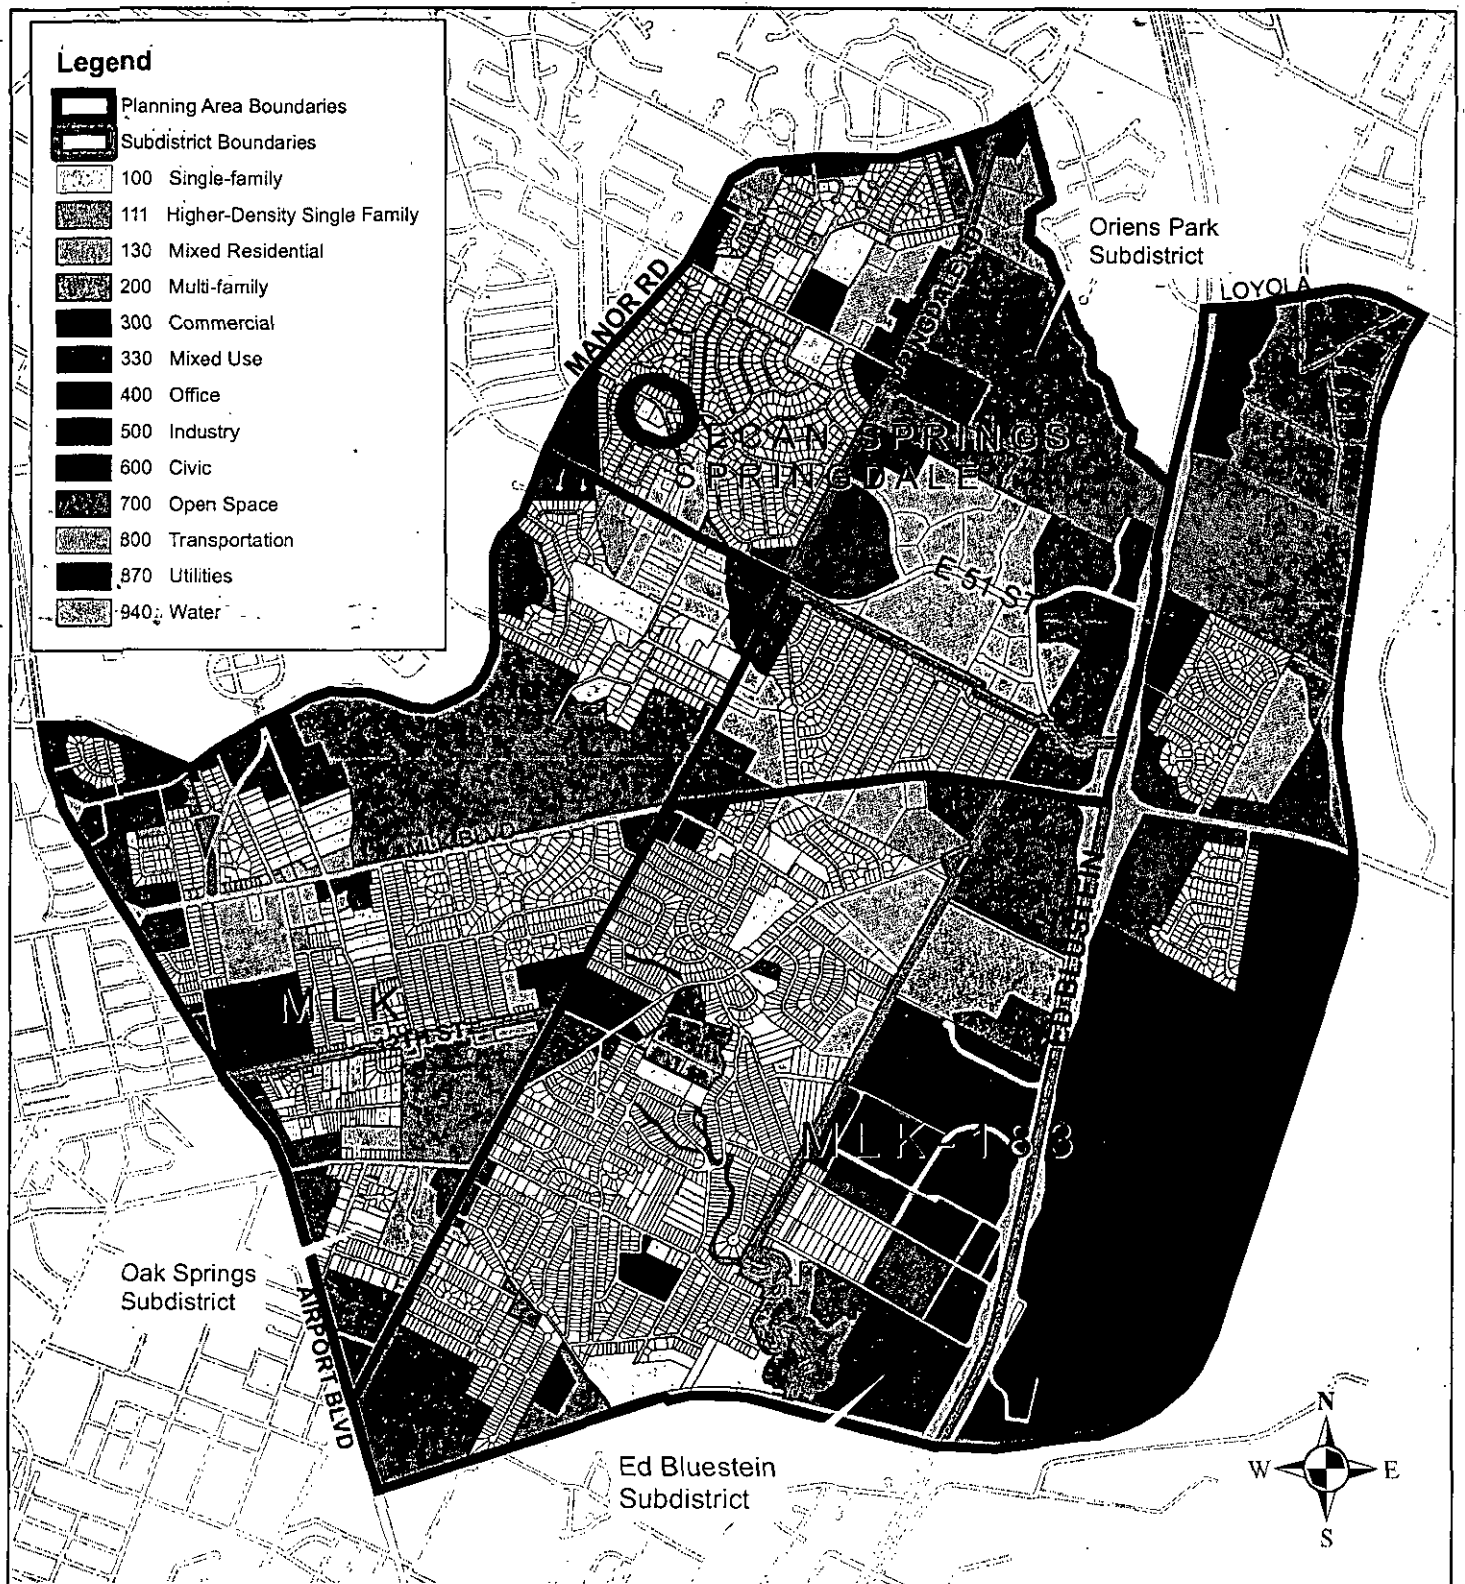 Legend
Planning Area Boundaries
Subdistrict Boundaries
100 Single-family
111 Higher-Density Single Family
130 Mixed Residential
200 Multi-family
300 Commercial
330 Mixed Use
400 Office
500 Industry
600 Civic
700 Open Space
800 Transportation
870 Utilities
940 Water
Oriens Park
Subdistrict
LOYOLA
MANOR RD
SPRINGS
SPRINGDALE
E 51 ST
MLK BLVD
ED BLUESTEIN
MLK
12TH ST
MLK-183
Oak Springs
Subdistrict
AIRPORT BLVD
Ed Bluestein
Subdistrict
N
W E
S